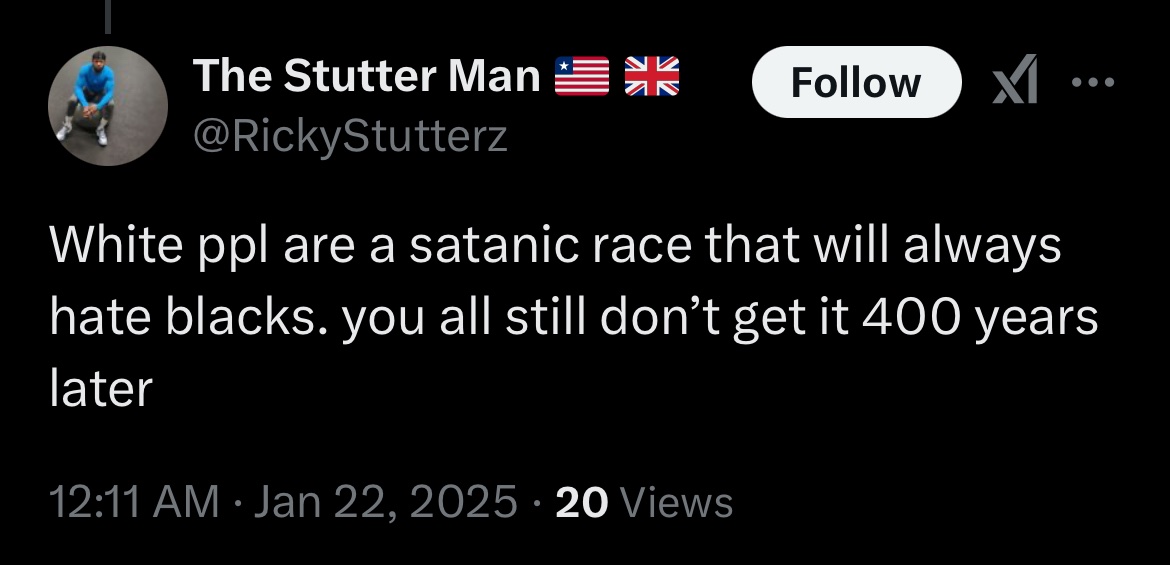 The Stutter Man 🇱🇷 🇬🇧
Follow
@RickyStutterz
White ppl are a satanic race that will always
hate blacks. you all still don’t get it 400 years
later
12:11 AM · Jan 22, 2025 · 20 Views